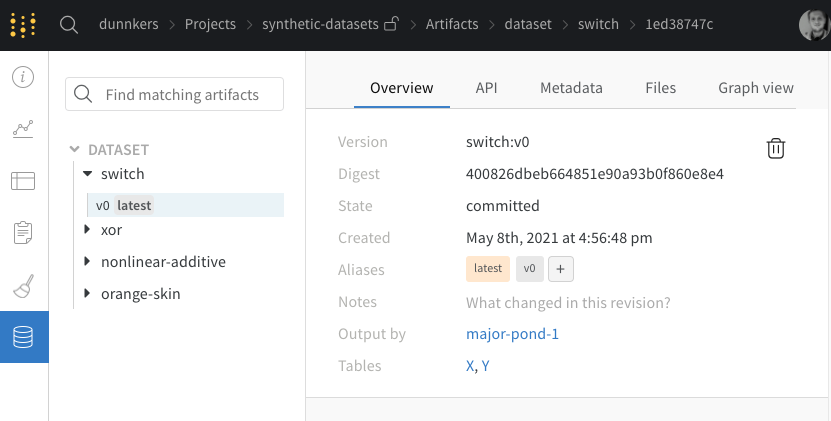 dunnkers > Projects > synthetic-datasets > Artifacts > dataset > switch > 1ed38747c
Find matching artifacts
DATASET
switch
v0 latest
xor
nonlinear-additive
orange-skin
Overview API Metadata Files Graph view
Version switch:v0
Digest 400826dbeb664851e90a93b0f860e8e4
State committed
Created May 8th, 2021 at 4:56:48 pm
Aliases latest v0 +
Notes What changed in this revision?
Output by major-pond-1
Tables X, Y